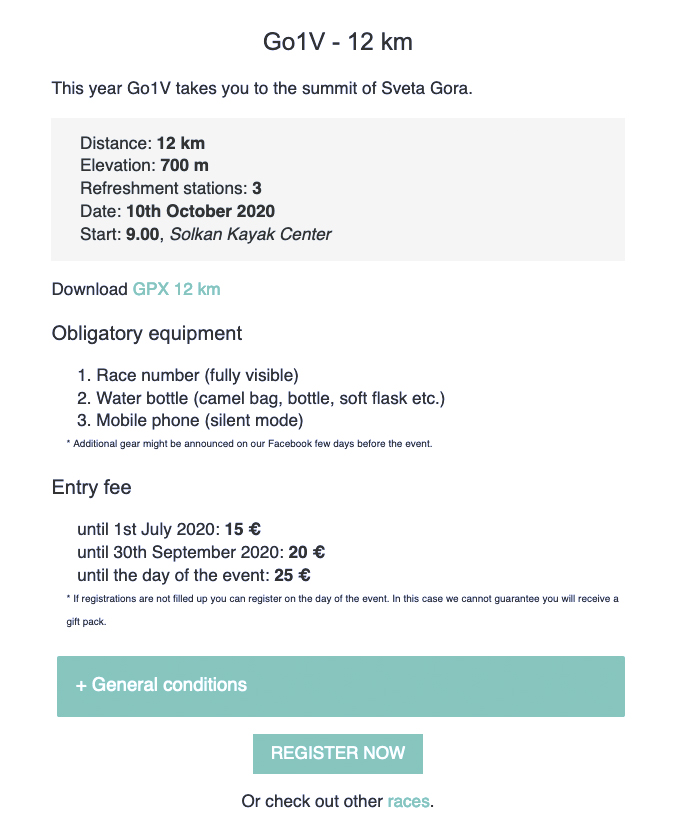 Go1V - 12 km
This year Go1V takes you to the summit of Sveta Gora.
Distance: 12 km
Elevation: 700 m
Refreshment stations: 3
Date: 10th October 2020
Start: 9.00, Solkan Kayak Center
Download GPX 12 km
Obligatory equipment
1. Race number (fully visible)
2. Water bottle (camel bag, bottle, soft flask etc.)
3. Mobile phone (silent mode)
* Additional gear might be announced on our Facebook few days before the event.
Entry fee
until 1st July 2020: 15 €
until 30th September 2020: 20 €
until the day of the event: 25 €
* If registrations are not filled up you can register on the day of the event. In this case we cannot guarantee you will receive a
gift pack.
+ General conditions
REGISTER NOW
Or check out other races.